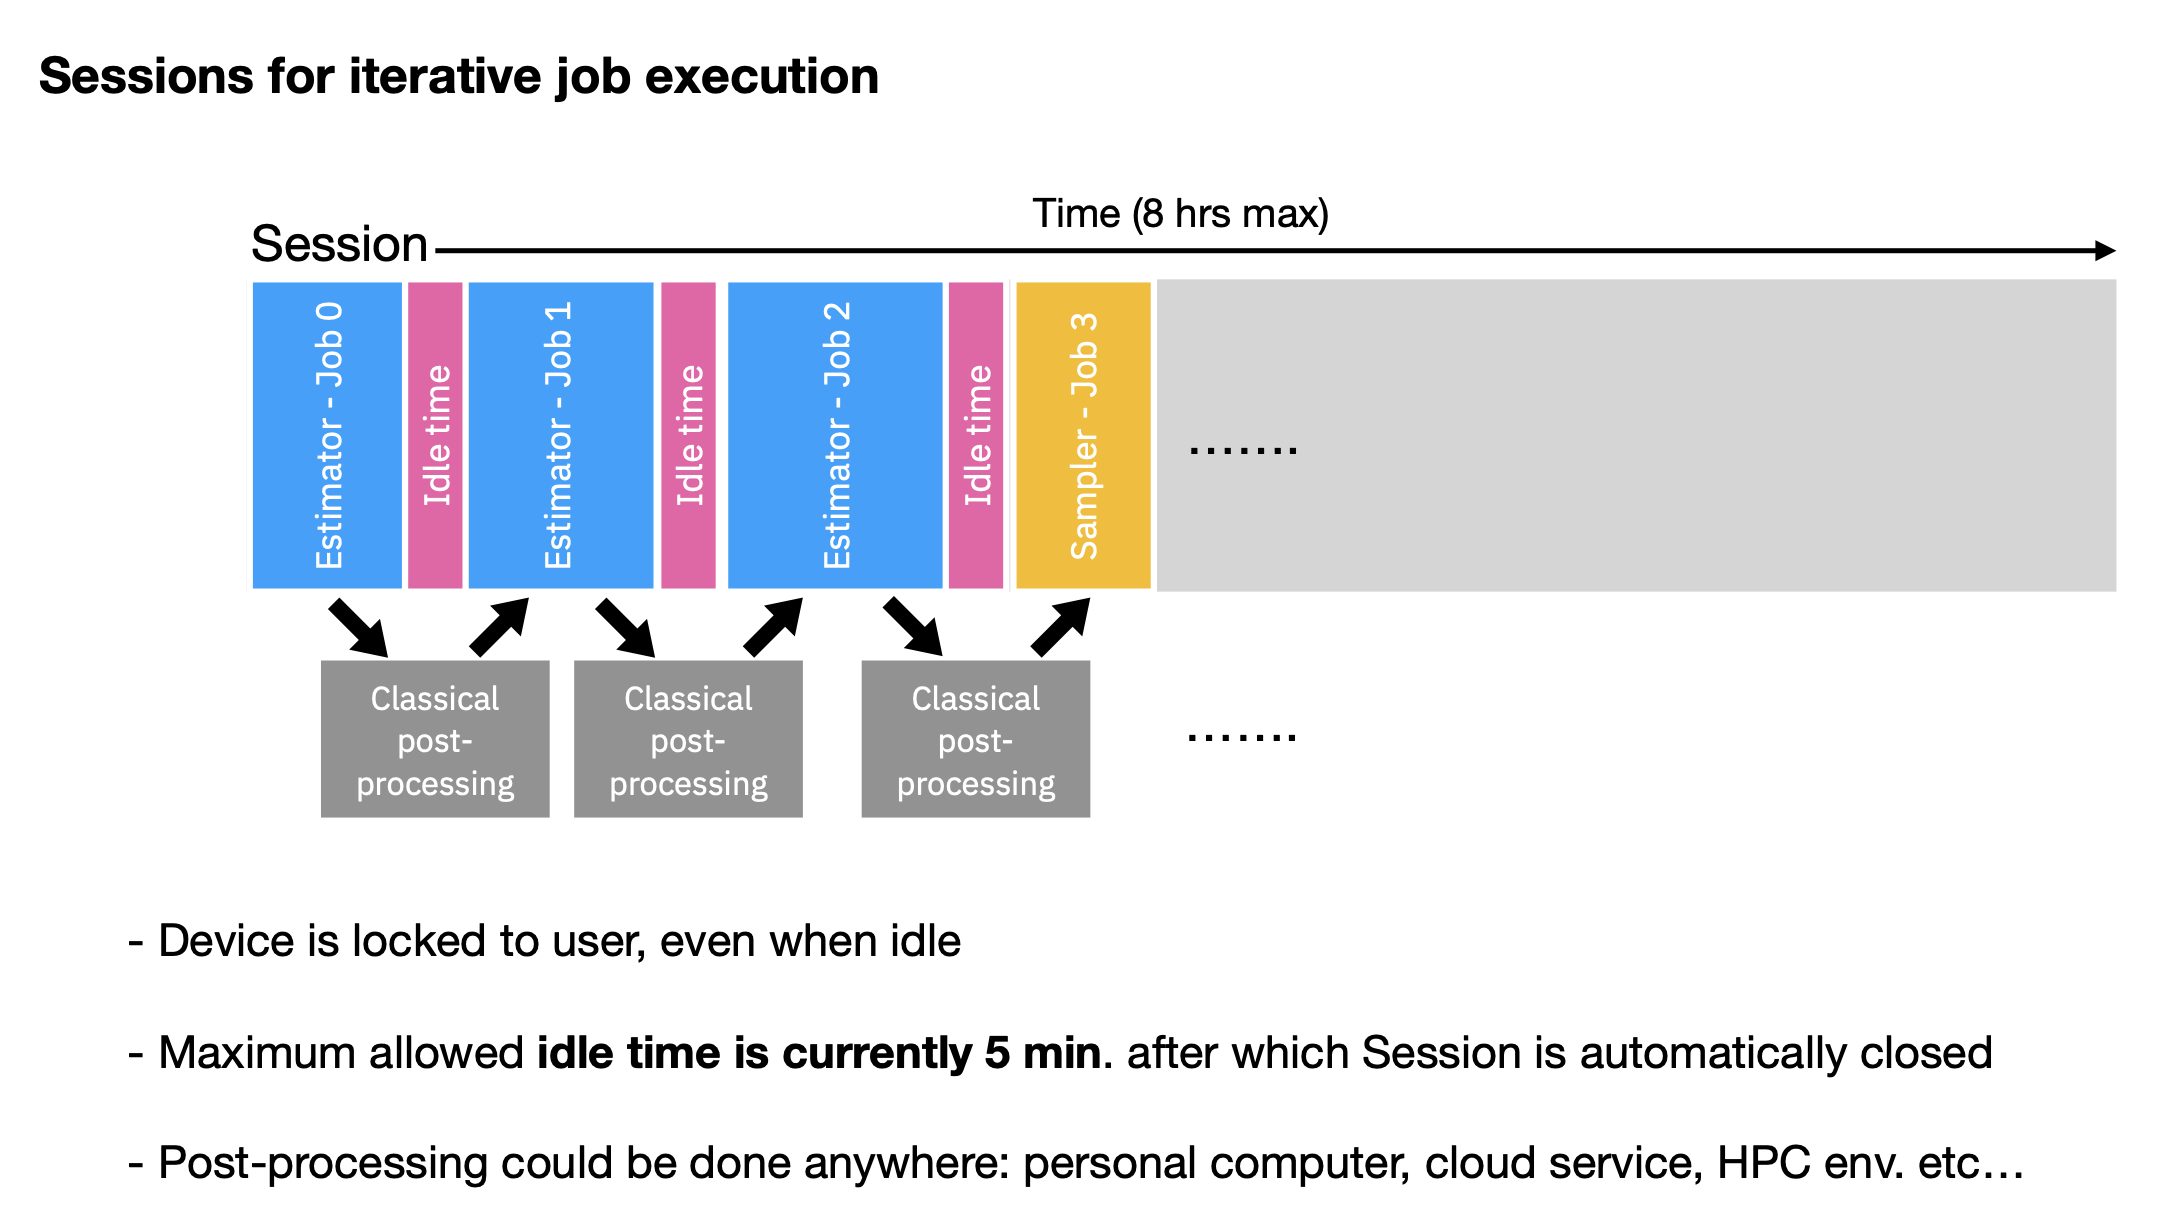 Sessions for iterative job execution
Time (8 hrs max)
Session
Estimator - Job 0
Idle time
Estimator - Job 1
Idle time
Estimator - Job 2
Idle time
Sampler - Job 3
.......
Classical
post-
processing
Classical
post-
processing
Classical
post-
processing
.......
- Device is locked to user, even when idle
- Maximum allowed idle time is currently 5 min. after which Session is automatically closed
- Post-processing could be done anywhere: personal computer, cloud service, HPC env. etc...